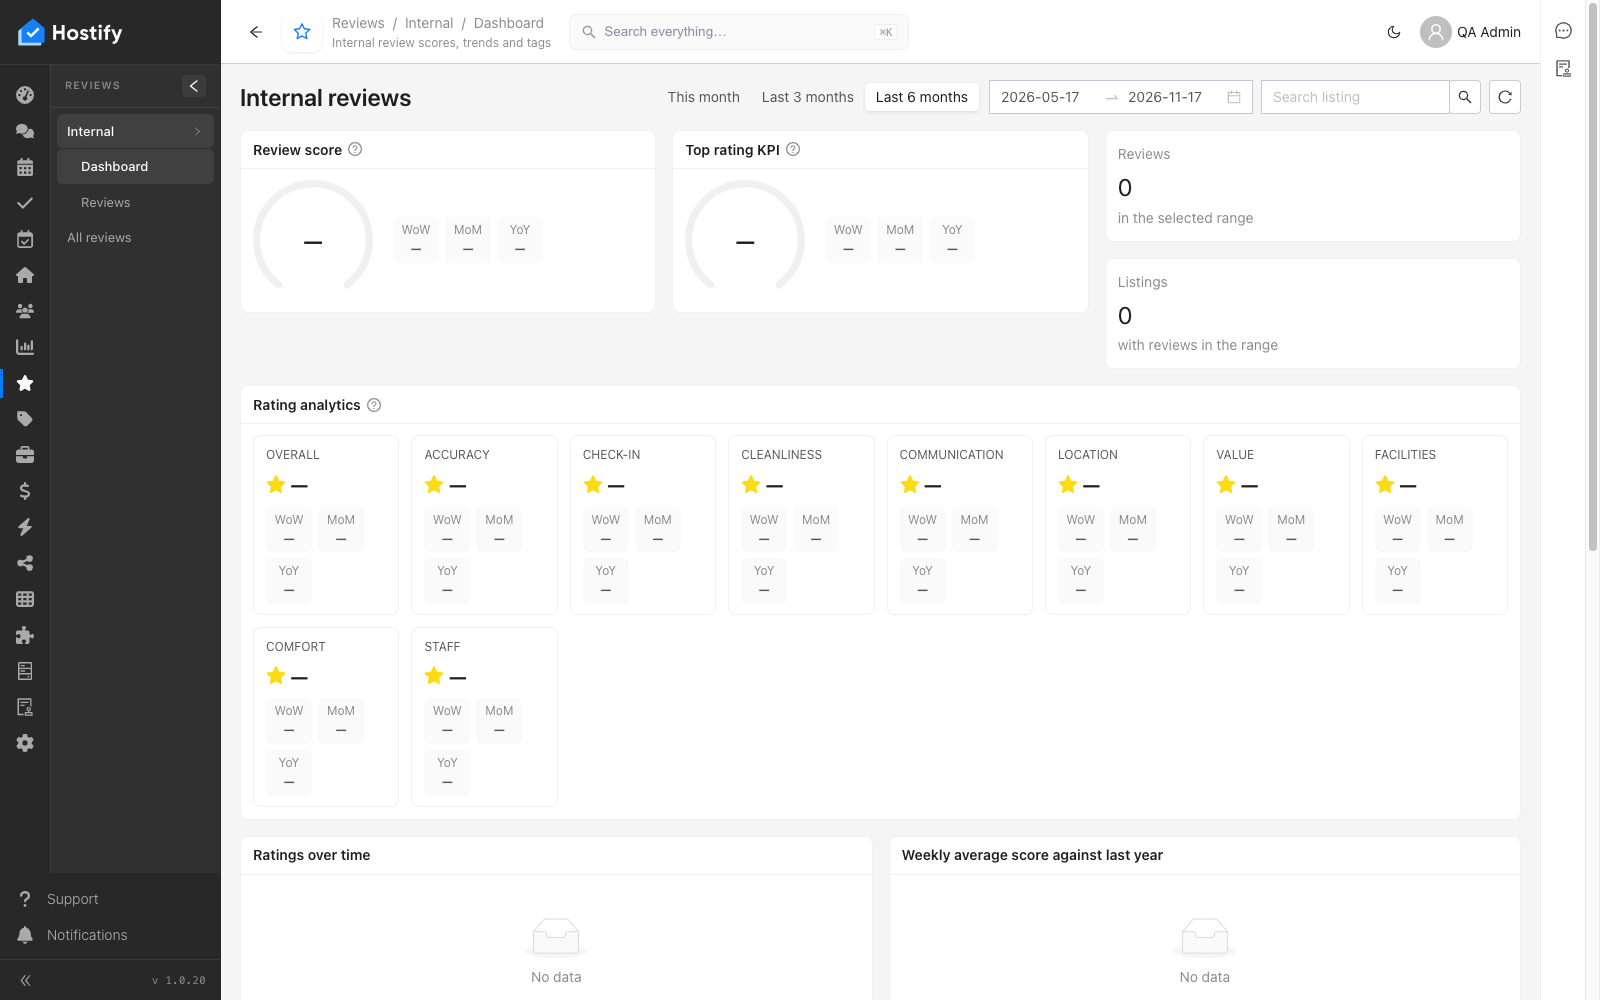 Hostify
Reviews / Internal / Dashboard
Internal review scores, trends and tags
Search everything...
⌘K
QA Admin
REVIEWS
Internal
Dashboard
Reviews
All reviews
Support
Notifications
v 1.0.20
Internal reviews
This month
Last 3 months
Last 6 months
2026-05-17
2026-11-17
Search listing
Review score
–
WoW
–
MoM
–
YoY
–
Top rating KPI
–
WoW
–
MoM
–
YoY
–
Reviews
0
in the selected range
Listings
0
with reviews in the range
Rating analytics
OVERALL
–
WoW
–
MoM
–
YoY
–
ACCURACY
–
WoW
–
MoM
–
YoY
–
CHECK-IN
–
WoW
–
MoM
–
YoY
–
CLEANLINESS
–
WoW
–
MoM
–
YoY
–
COMMUNICATION
–
WoW
–
MoM
–
YoY
–
LOCATION
–
WoW
–
MoM
–
YoY
–
VALUE
–
WoW
–
MoM
–
YoY
–
FACILITIES
–
WoW
–
MoM
–
YoY
–
COMFORT
–
WoW
–
MoM
–
YoY
–
STAFF
–
WoW
–
MoM
–
YoY
–
Ratings over time
No data
Weekly average score against last year
No data